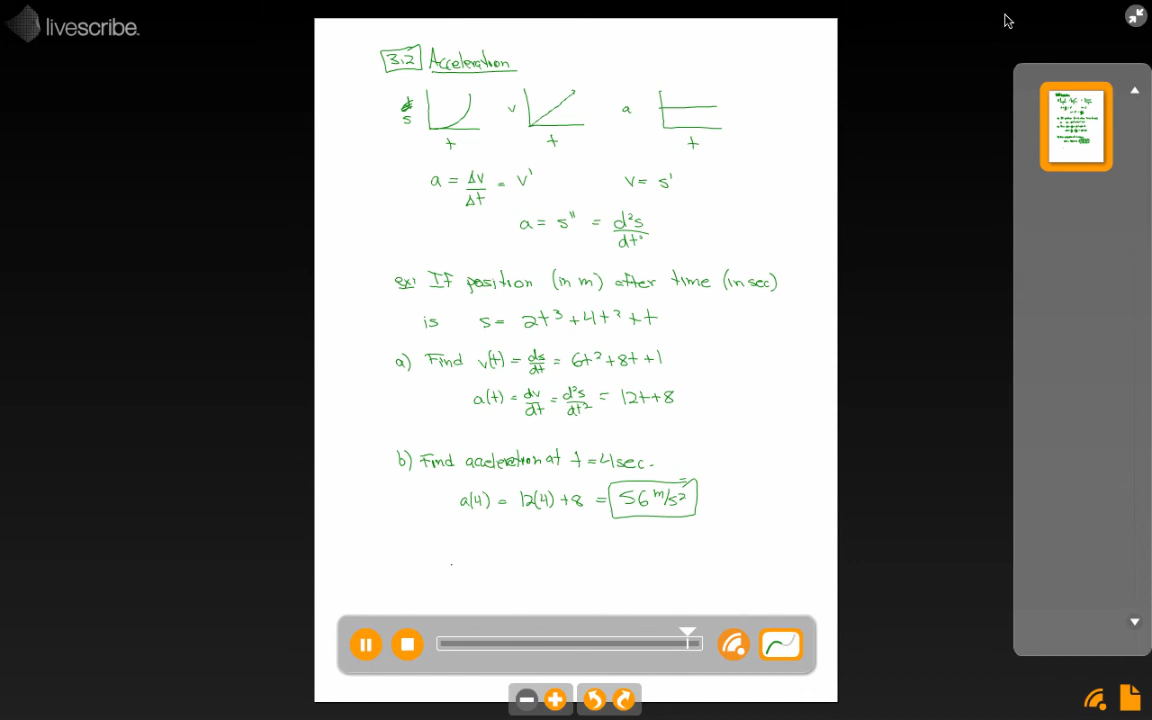 livescribe.
3.2 Acceleration
s v a
t t t
a = Δv/Δt = v' v = s'
a = s'' = d²s/dt²
ex: If position (in m) after time (in sec)
is s = 2t³ + 4t² + t
a) Find v(t) = ds/dt = 6t² + 8t + 1
a(t) = dv/dt = d²s/dt² = 12t + 8
b) Find acceleration at t = 4 sec.
a(4) = 12(4) + 8 = 56 m/s²